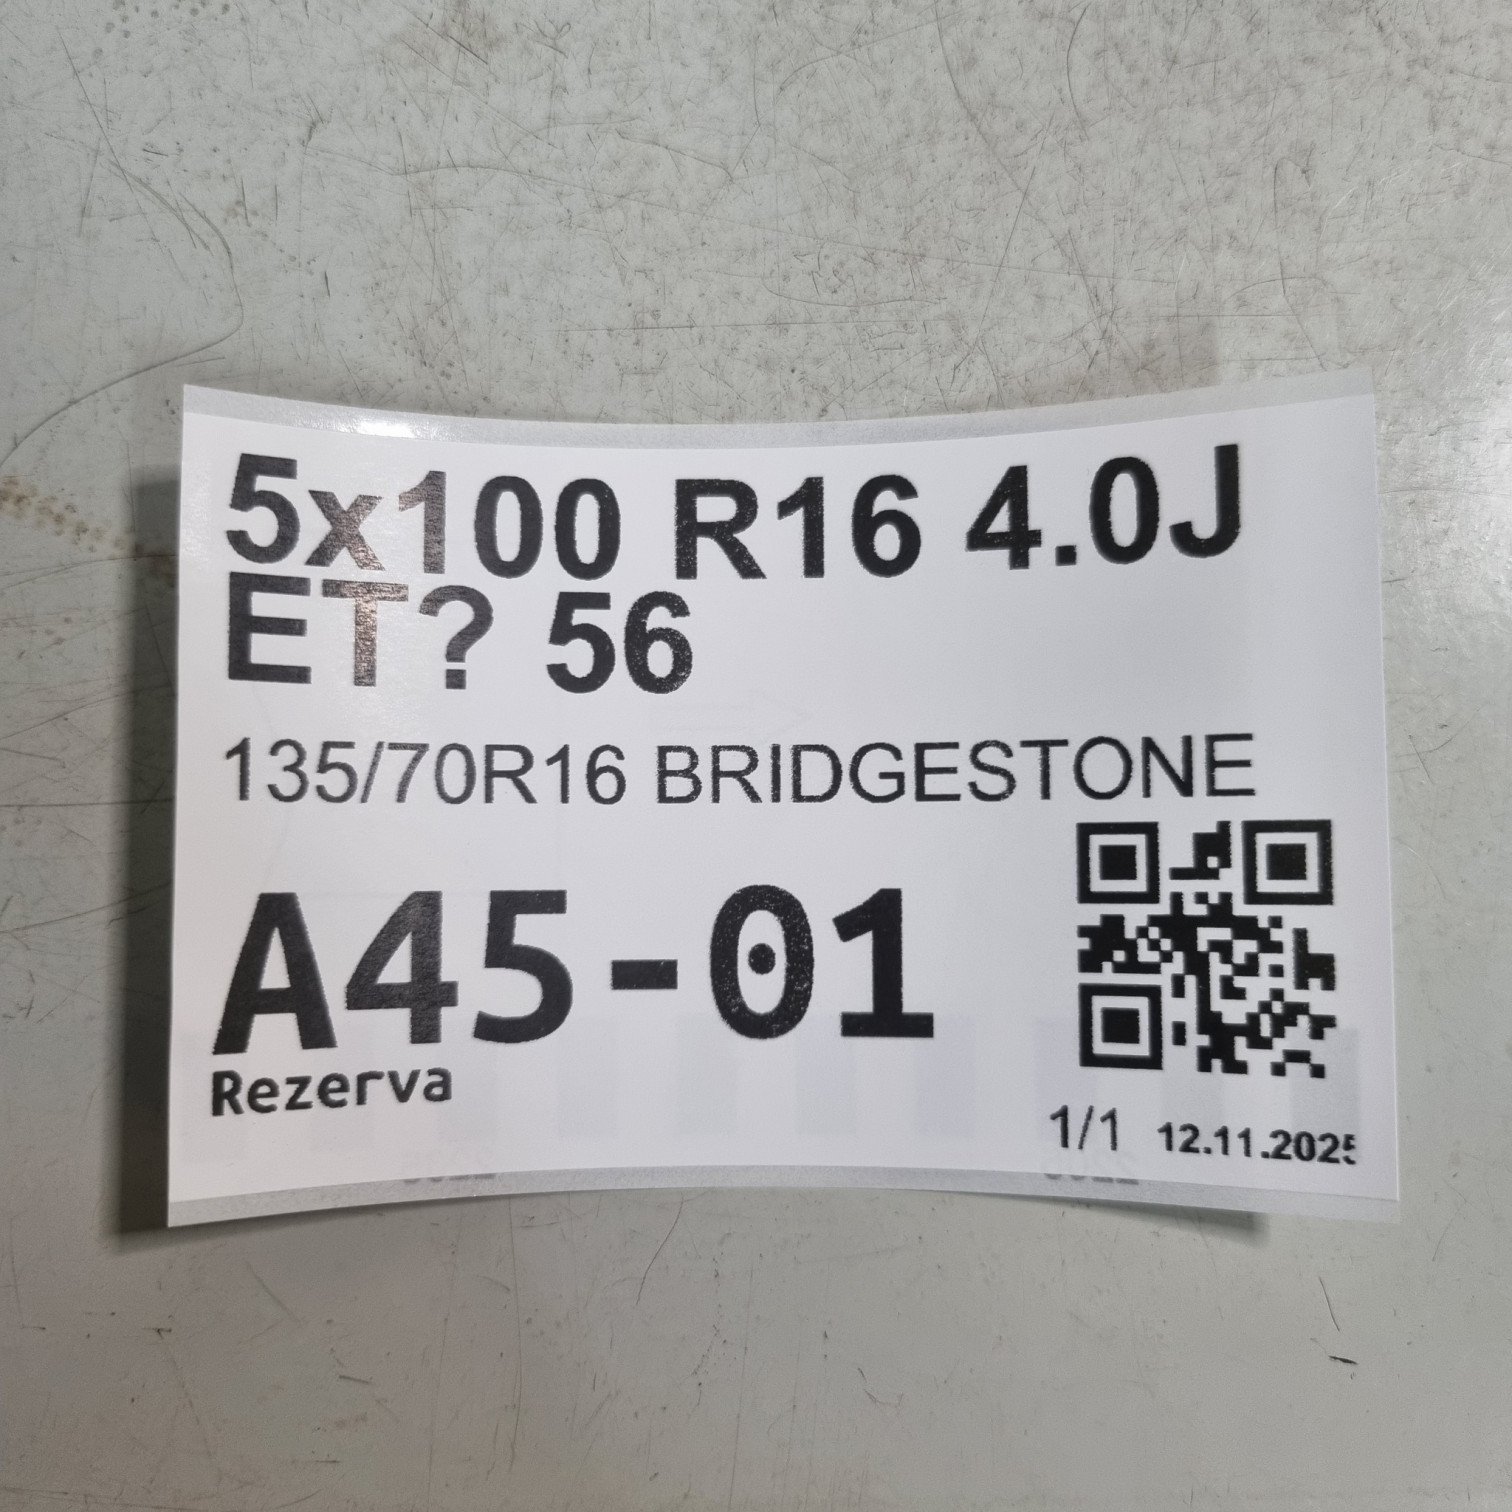 5x100 R16 4.0J
ET? 56
135/70R16 BRIDGESTONE
A45-01
Rezerva
1/1 12.11.2025